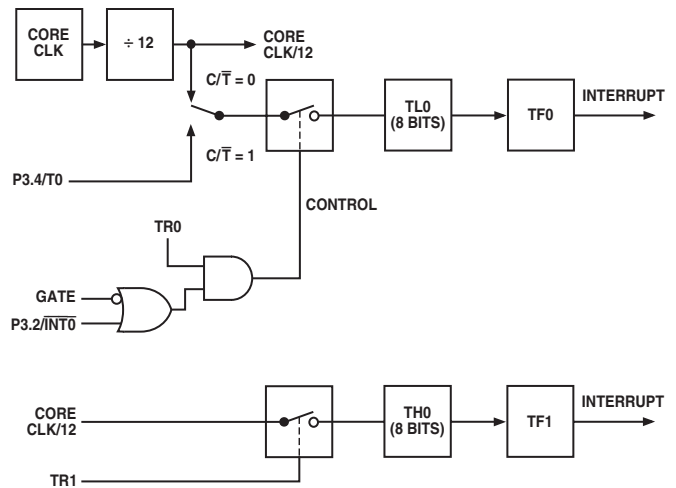 CORE
CLK
÷ 12
CORE
CLK/12
C/T̅ = 0
C/T̅ = 1
P3.4/T0
TL0
(8 BITS)
TF0
INTERRUPT
CONTROL
TR0
GATE
P3.2/I̅N̅T̅0̅
CORE
CLK/12
TH0
(8 BITS)
TF1
INTERRUPT
TR1